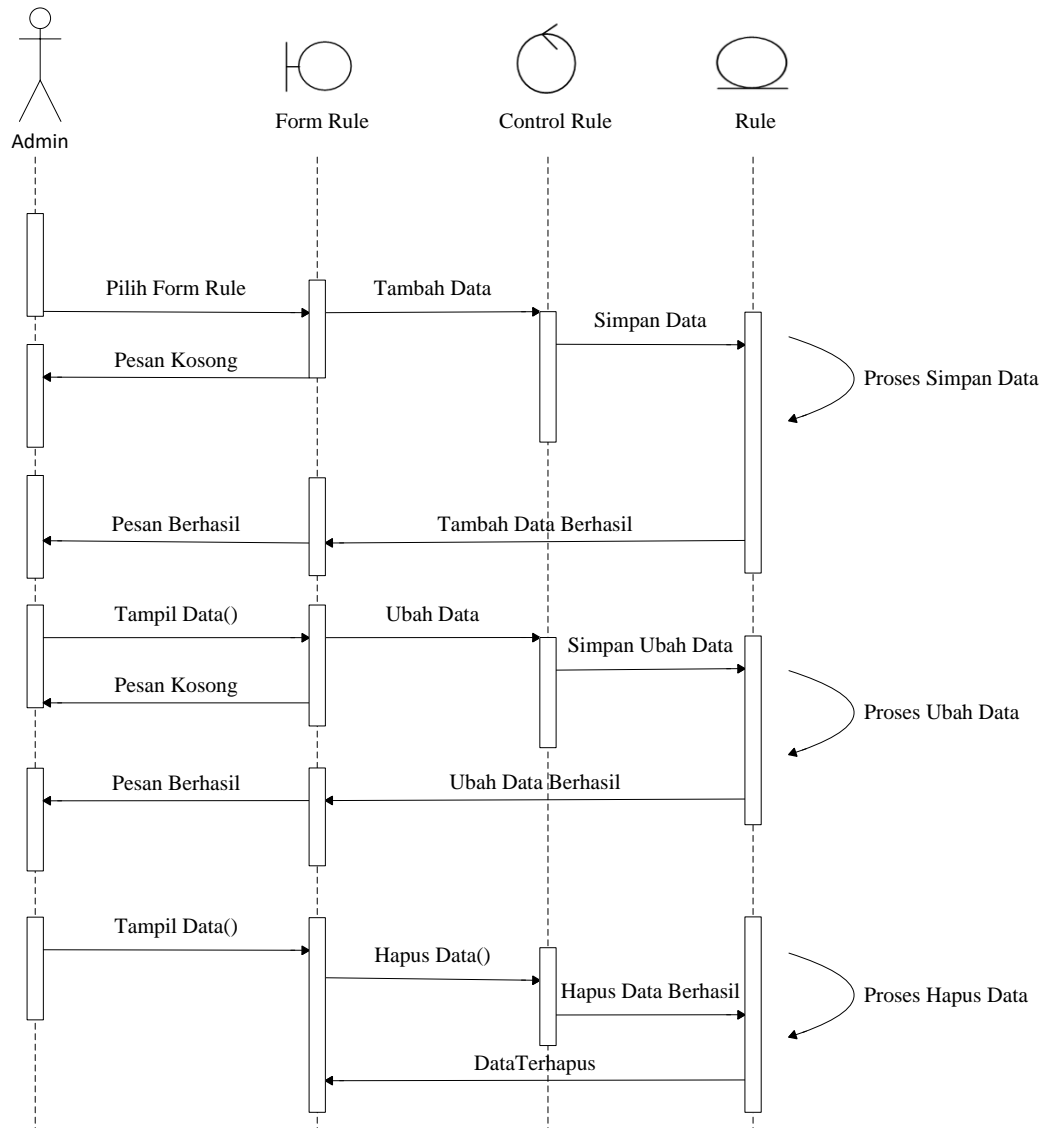 Admin
Form Rule
Control Rule
Rule
Pilih Form Rule
Tambah Data
Simpan Data
Pesan Kosong
Proses Simpan Data
Pesan Berhasil
Tambah Data Berhasil
Tampil Data()
Ubah Data
Simpan Ubah Data
Pesan Kosong
Proses Ubah Data
Pesan Berhasil
Ubah Data Berhasil
Tampil Data()
Hapus Data()
Hapus Data Berhasil
Proses Hapus Data
DataTerhapus